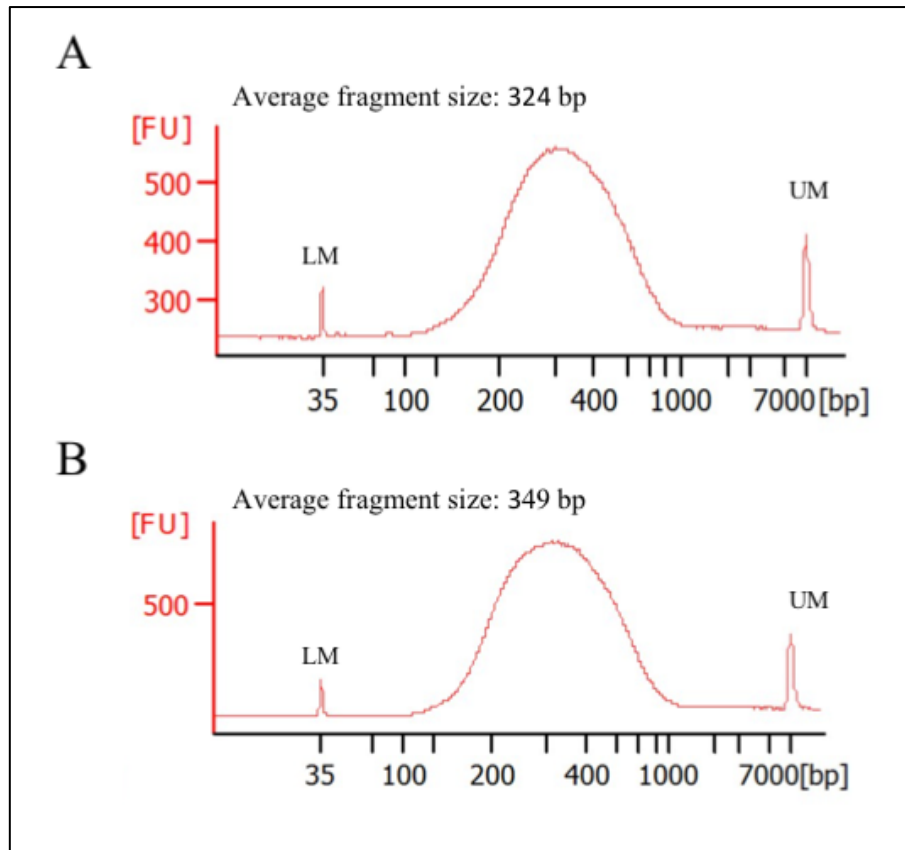 A
Average fragment size: 324 bp
[FU]
500
400
300
LM
UM
35 100 200 400 1000 7000[bp]
B
Average fragment size: 349 bp
[FU]
500
LM
UM
35 100 200 400 1000 7000[bp]